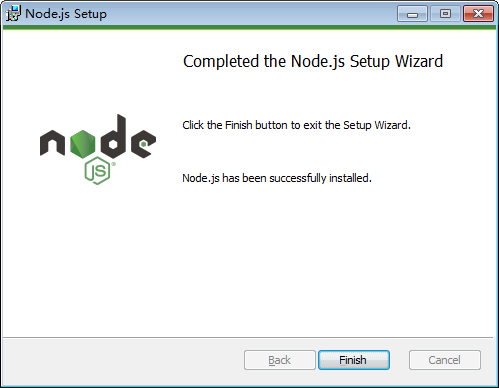 Node.js Setup
Completed the Node.js Setup Wizard
Click the Finish button to exit the Setup Wizard.
node
JS
Node.js has been successfully installed.
Back
Finish
Cancel